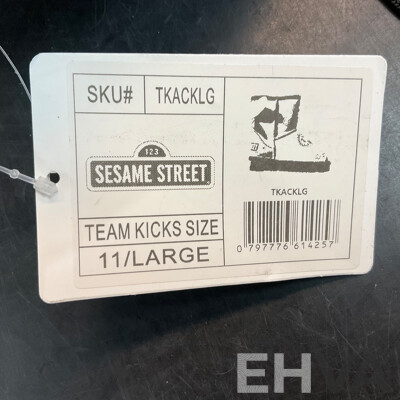 SKU# TKACKLG
123
SESAME STREET
TEAM KICKS SIZE
11/LARGE
TKACKLG
0 797776 614257
EH